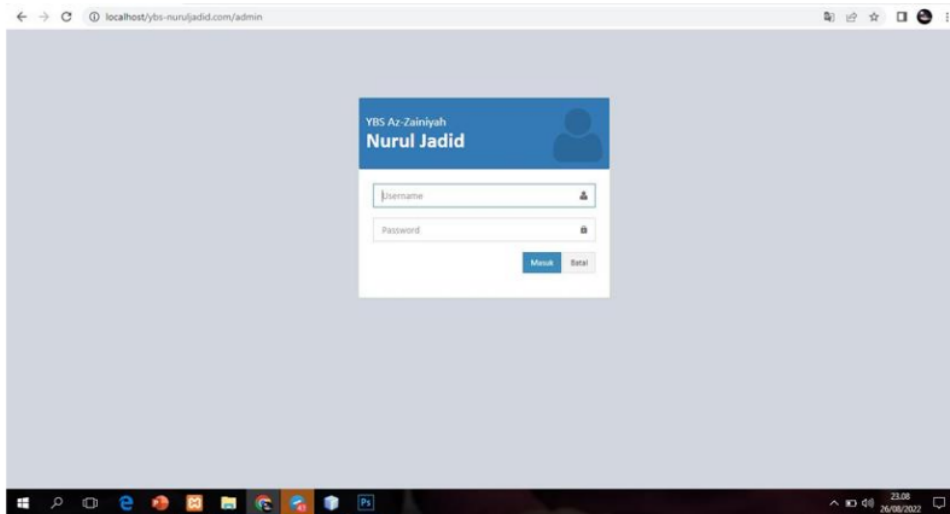 localhost/ybs-nuruljadid.com/admin
YBS Az-Zainiyah
Nurul Jadid
Username
Password
Masuk Batal
Ps
23.08
26/08/2022